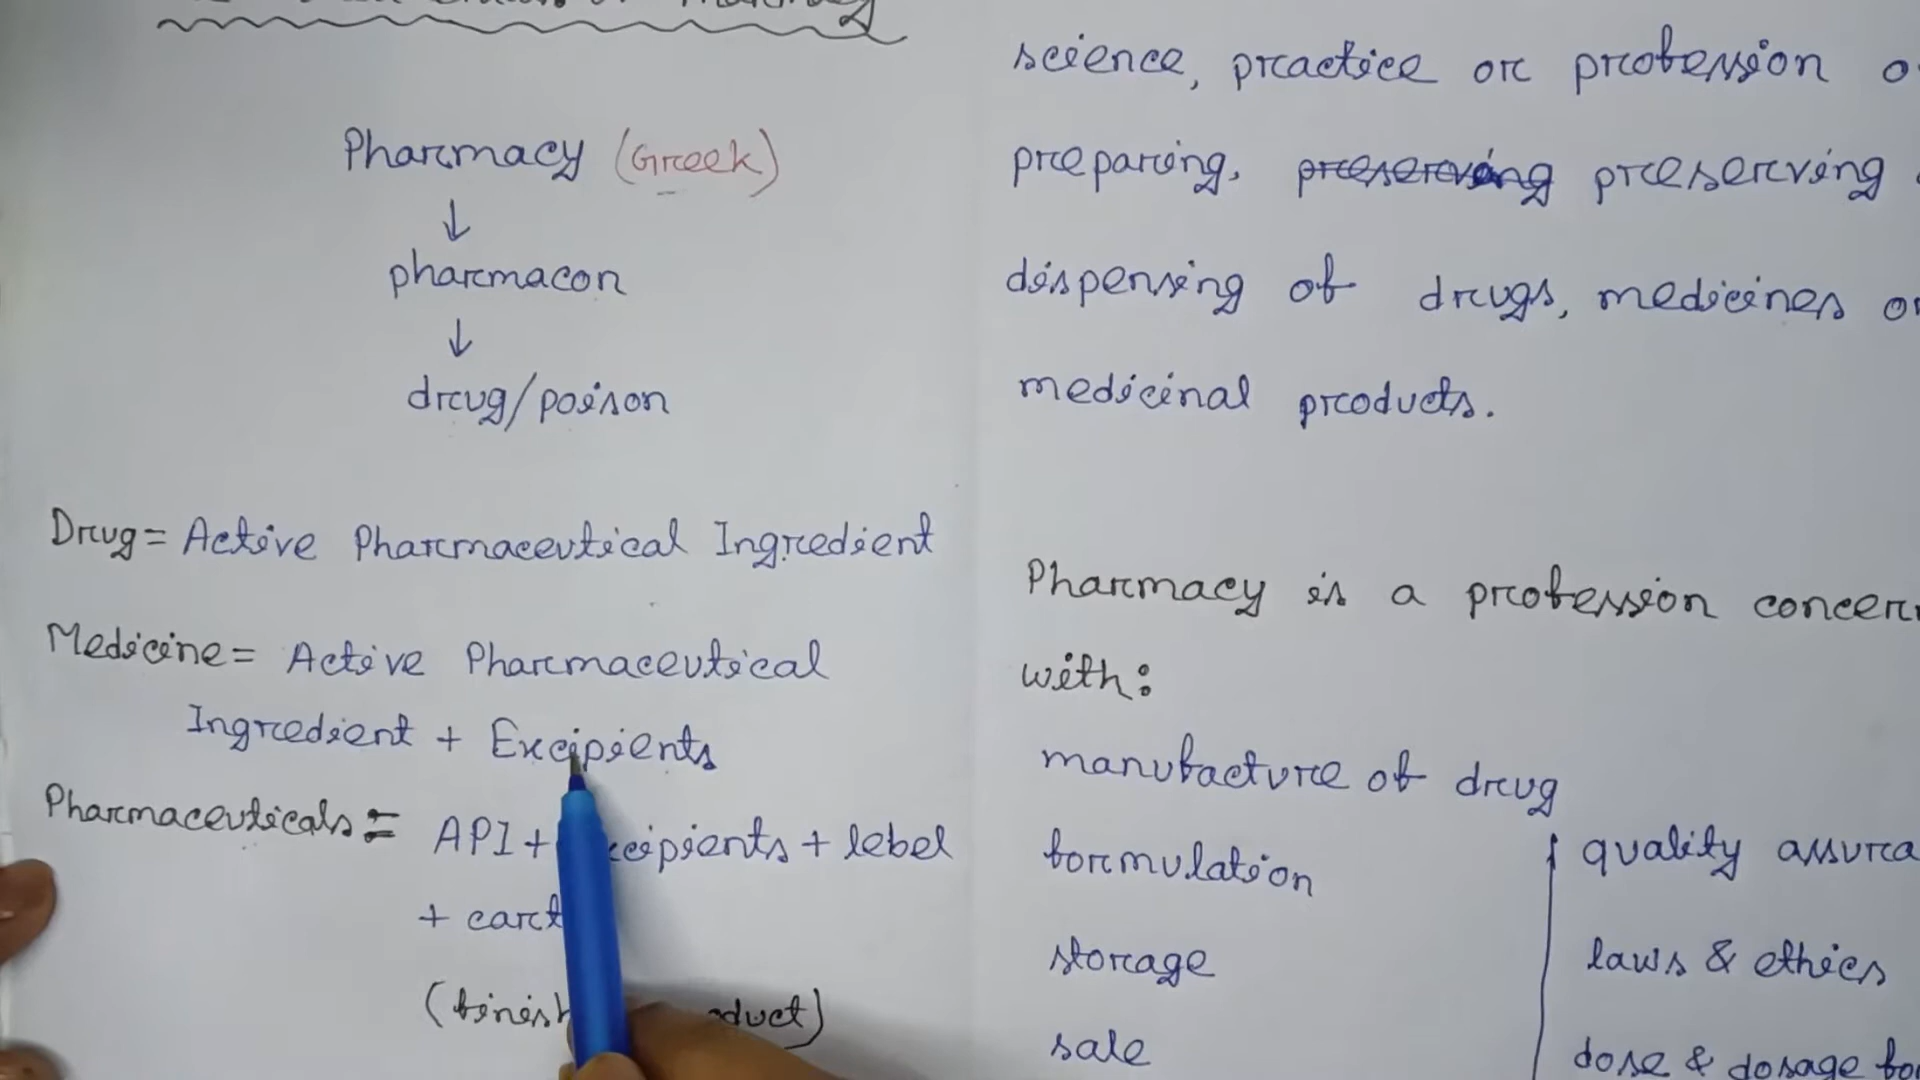 Pharmacy (Greek)
↓
pharmacon
↓
drug/poison
Drug = Active Pharmaceutical Ingredient
Medicine = Active Pharmaceutical
Ingredient + Excipients
Pharmaceuticals = API + + lebel
+
science, practice or profession
preparing, preserving preserving
dispensing of drugs, medicines
medicinal products.
Pharmacy is a profession
with:
manufacture of drug
formulation
storage
sale
quality
laws & ethics
dose & dosage